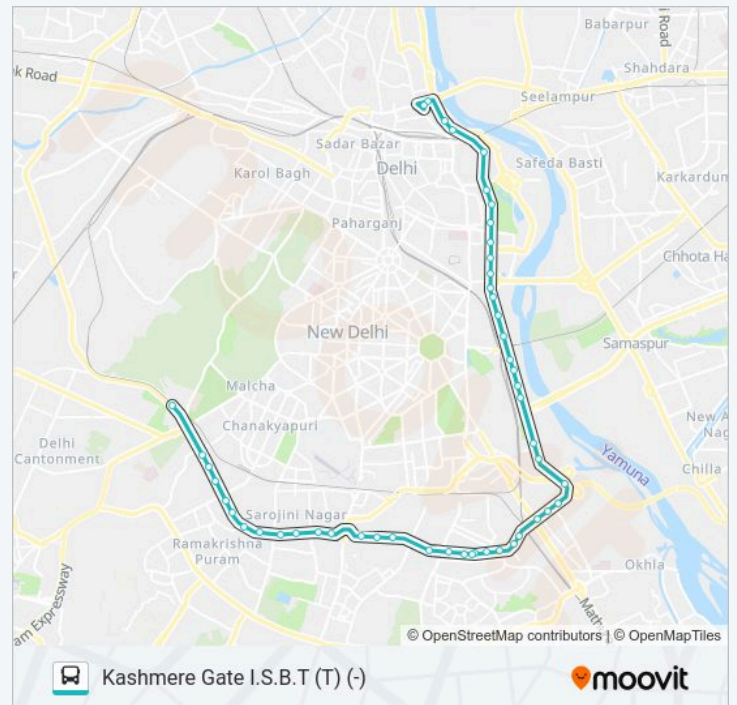 Babarpur
i Road
k Road
Shahdara
Seelampur
Sadar Bazar
Safeda Basti
Karol Bagh
Delhi
Karkardum
Paharganj
Chhota Ha
New Delhi
Samaspur
Malcha
New A
Nag
Chanakyapuri
Delhi
Cantonment
Yamuna
Chilla
Sarojini Nagar
Ramakrishna
Puram
Okhla
am Expressway
Math
© OpenStreetMap contributors | © OpenMapTiles
Kashmere Gate I.S.B.T (T) (-)
moovit